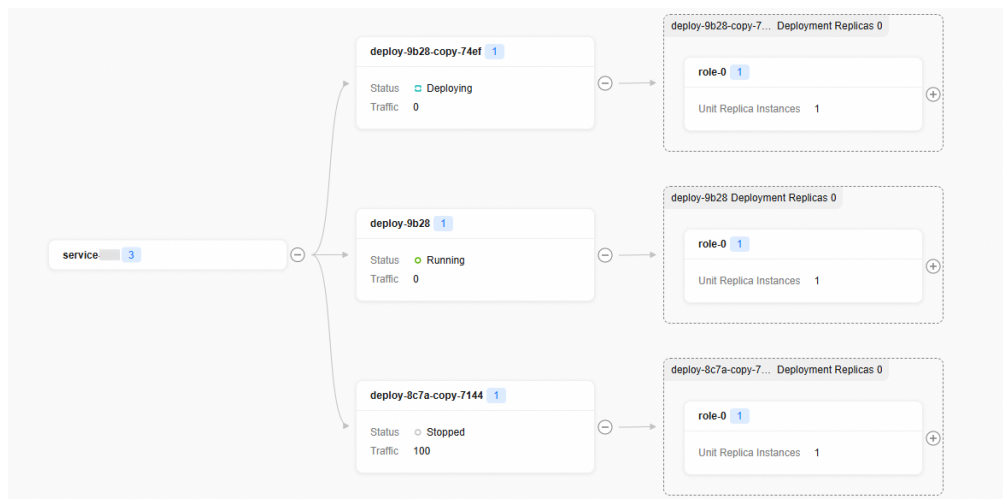 deploy-9b28-copy-7... Deployment Replicas 0
deploy-9b28-copy-74ef 1
role-0 1
Status Deploying
Traffic 0
Unit Replica Instances 1
deploy-9b28 Deployment Replicas 0
deploy-9b28 1
role-0 1
service- 3
Status Running
Traffic 0
Unit Replica Instances 1
deploy-8c7a-copy-7... Deployment Replicas 0
deploy-8c7a-copy-7144 1
role-0 1
Status Stopped
Traffic 100
Unit Replica Instances 1